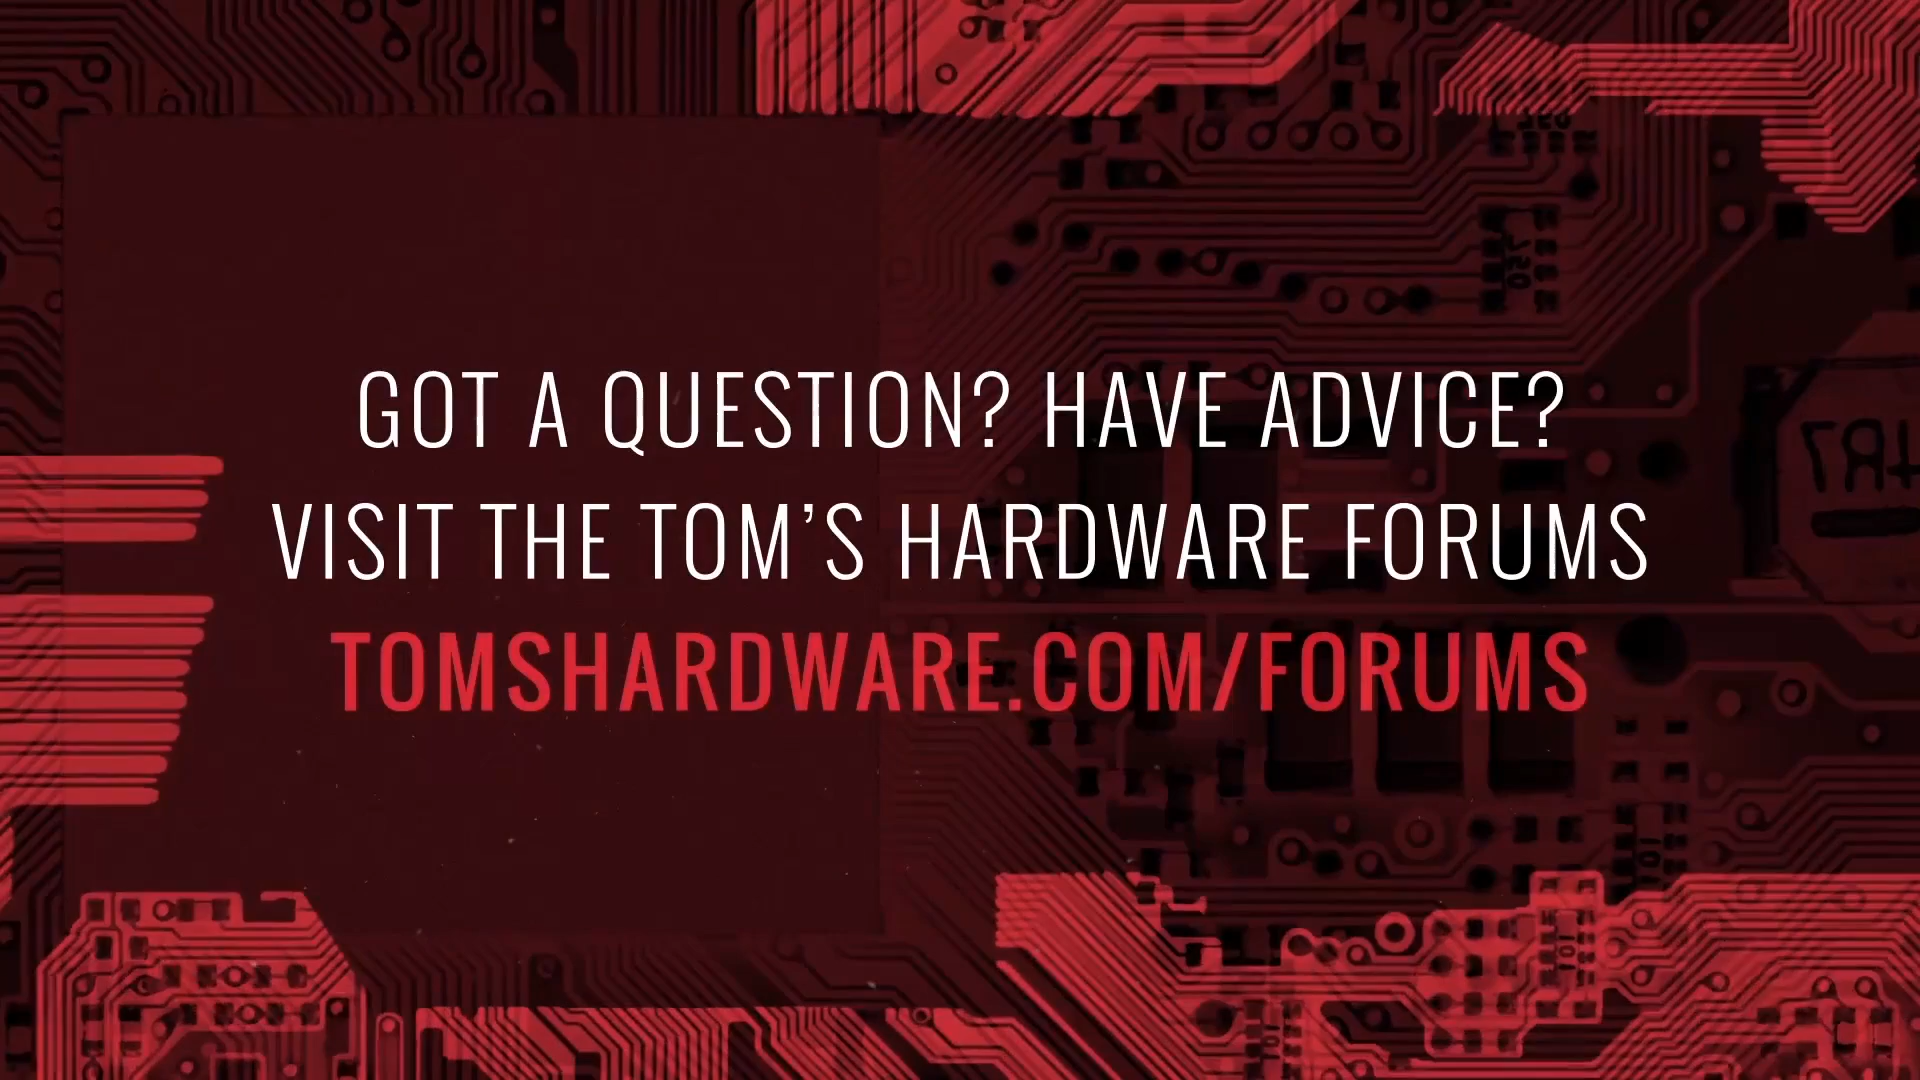 GOT A QUESTION? HAVE ADVICE?
VISIT THE TOM’S HARDWARE FORUMS
TOMSHARDWARE.COM/FORUMS